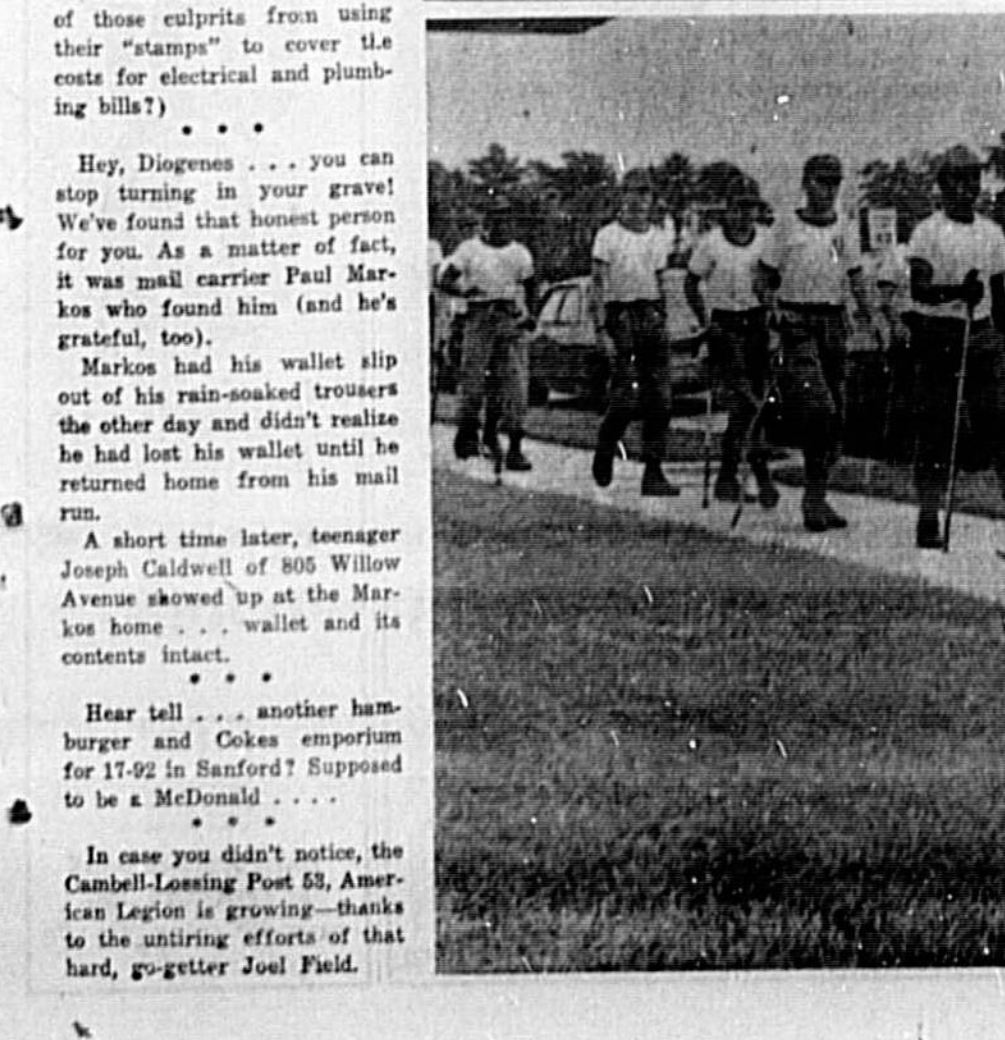 of those culprits from using
their "stamps" to cover the
costs for electrical and plumb-
ing bills?)
• • •
Hey, Diogenes . . . you can
stop turning in your grave!
We've found that honest person
for you. As a matter of fact,
it was mail carrier Paul Mar-
kos who found him (and he's
grateful, too).
Markos had his wallet slip
out of his rain-soaked trousers
the other day and didn't realize
he had lost his wallet until he
returned home from his mail
run.
A short time later, teenager
Joseph Caldwell of 805 Willow
Avenue showed up at the Mar-
kos home . . . wallet and its
contents intact.
• • •
Hear tell . . . another ham-
burger and Cokes emporium
for 17-92 in Sanford? Supposed
to be a McDonald . . . .
• • •
In case you didn't notice, the
Cambell-Lossing Post 53, Amer-
ican Legion is growing—thanks
to the untiring efforts of that
hard, go-getter Joel Field.